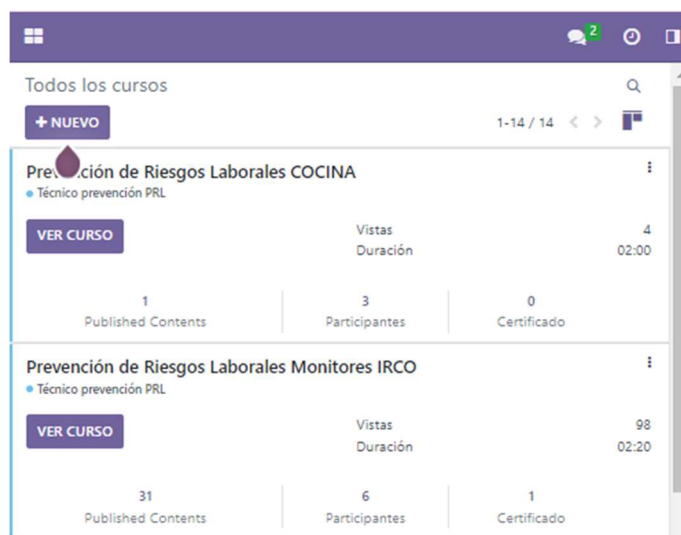 2
Todos los cursos
+ NUEVO
1-14 / 14
Prevención de Riesgos Laborales COCINA
Técnico prevención PRL
VER CURSO
Vistas 4
Duración 02:00
1 3 0
Published Contents Participantes Certificado
Prevención de Riesgos Laborales Monitores IRCO
Técnico prevención PRL
VER CURSO
Vistas 98
Duración 02:20
31 6 1
Published Contents Participantes Certificado